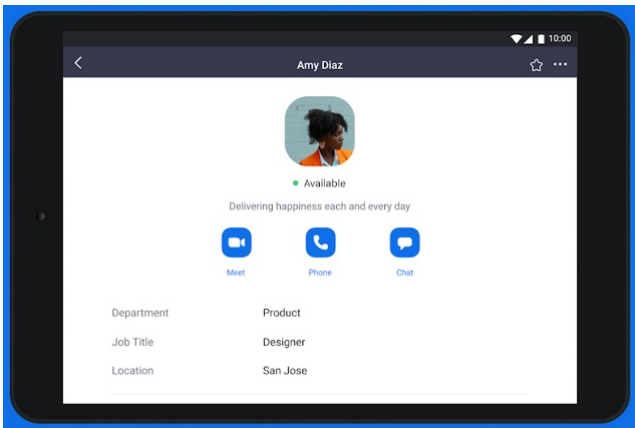 10:00
Amy Diaz
Available
Delivering happiness each and every day
Meet Phone Chat
Department Product
Job Title Designer
Location San Jose